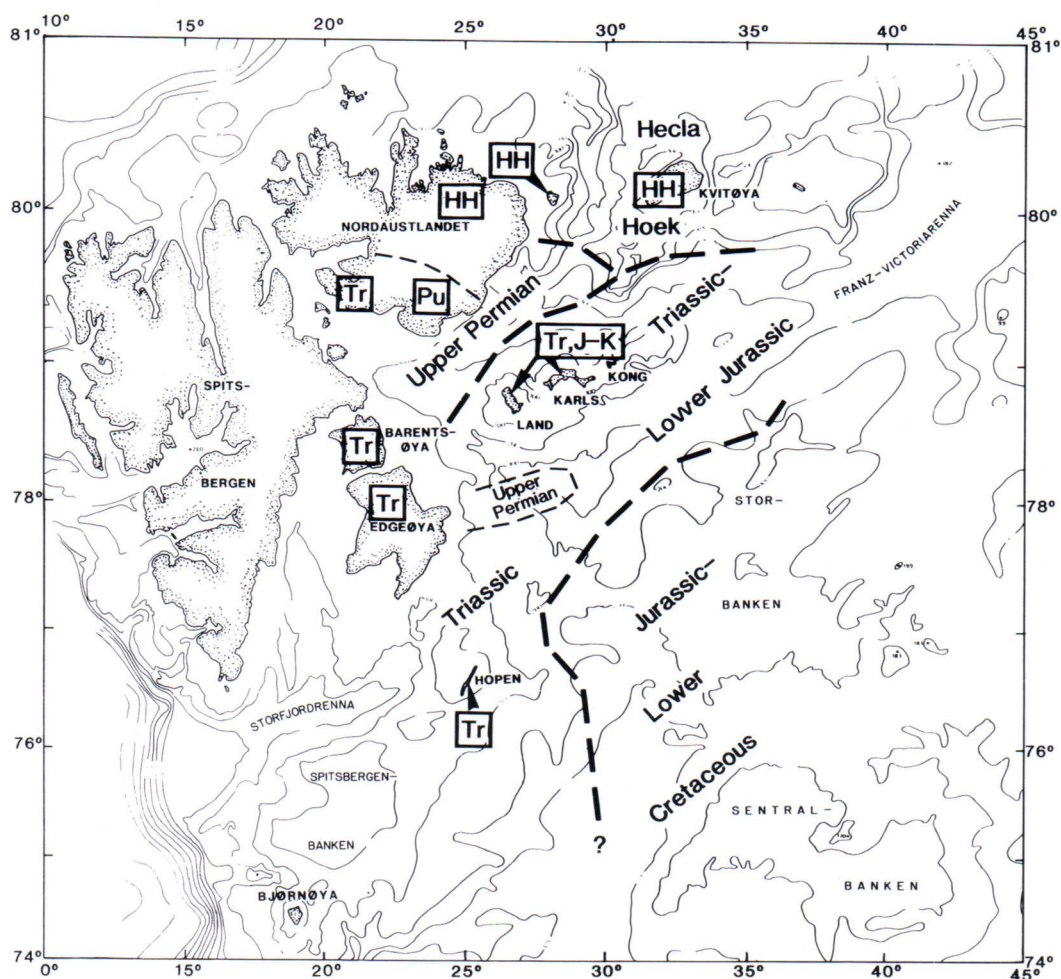 10° 15° 20° 25° 30° 35° 40° 45°
81° 81°
Hecla
HH
HH
HH
KVITØYA
80° 80°
NORDAUSTLANDET
Hoek
FRANZ-VICTORIARENNA
Tr
Pu
Upper Permian
Triassic-
Lower Jurassic
Tr,J-K
KONG
KARLS
LAND
SPITS-
BERGEN
Tr
BARENTS-
ØYA
78° 78°
Tr
EDGEØYA
Upper
Permian
STOR-
BANKEN
Triassic
Jurassic-
Lower
Cretaceous
HOPEN
Tr
STORFJORDRENNA
76° 76°
SPITSBERGEN-
BANKEN
SENTRAL-
BANKEN
?
BJØRNØYA
74° 74°
0° 15° 20° 25° 30° 35° 40° 45°